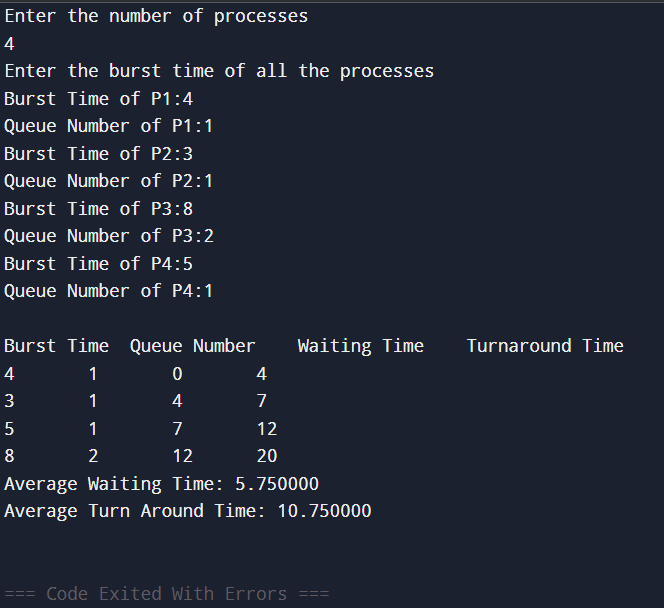 Enter the number of processes
4
Enter the burst time of all the processes
Burst Time of P1:4
Queue Number of P1:1
Burst Time of P2:3
Queue Number of P2:1
Burst Time of P3:8
Queue Number of P3:2
Burst Time of P4:5
Queue Number of P4:1

Burst Time  Queue Number    Waiting Time    Turnaround Time
4       1       0       4
3       1       4       7
5       1       7       12
8       2       12      20
Average Waiting Time: 5.750000
Average Turn Around Time: 10.750000

=== Code Exited With Errors ===